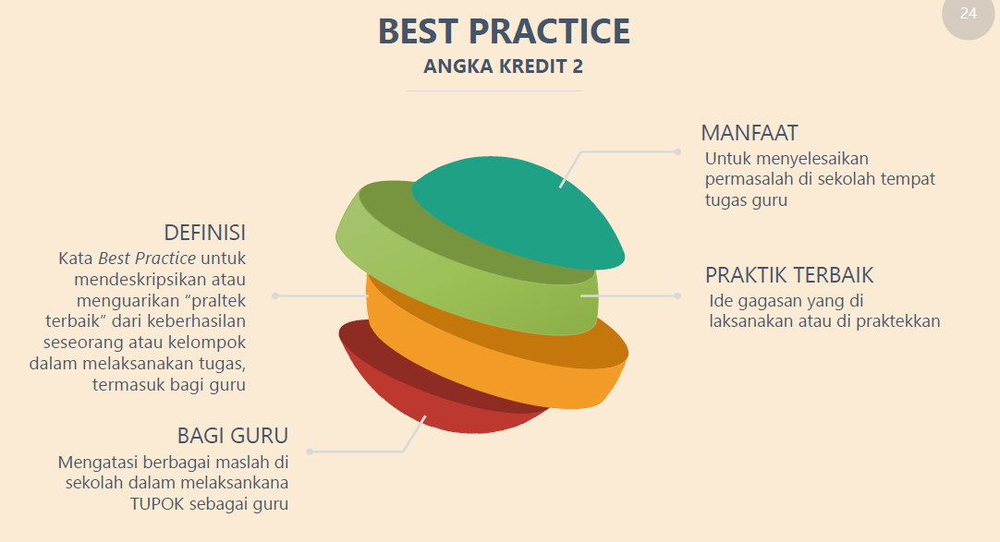 24
BEST PRACTICE
ANGKA KREDIT 2
MANFAAT
Untuk menyelesaikan
permasalah di sekolah tempat
tugas guru
DEFINISI
Kata Best Practice untuk
mendeskripsikan atau
menguarikan “praltek
terbaik” dari keberhasilan
seseorang atau kelompok
dalam melaksanakan tugas,
termasuk bagi guru
PRAKTIK TERBAIK
Ide gagasan yang di
laksanakan atau di praktekkan
BAGI GURU
Mengatasi berbagai maslah di
sekolah dalam melaksankana
TUPOK sebagai guru